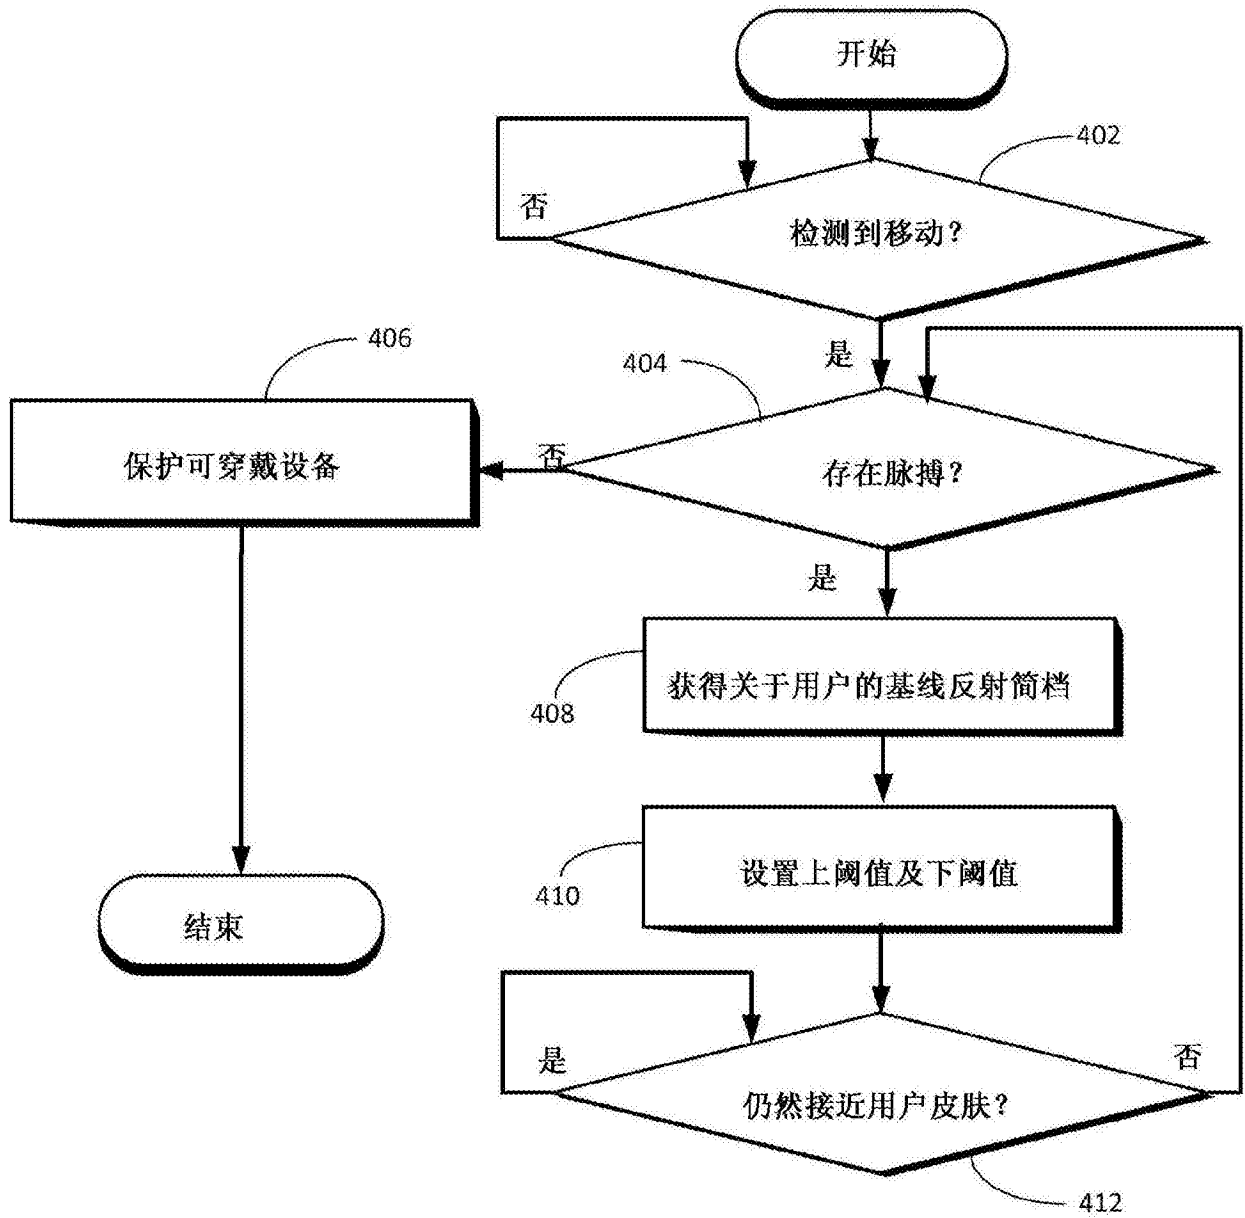 开始
402
否
检测到移动?
是
406
404
保护可穿戴设备
否
存在脉搏?
是
获得关于用户的基线反射简档
408
设置上阈值及下阈值
410
结束
是
否
仍然接近用户皮肤?
412